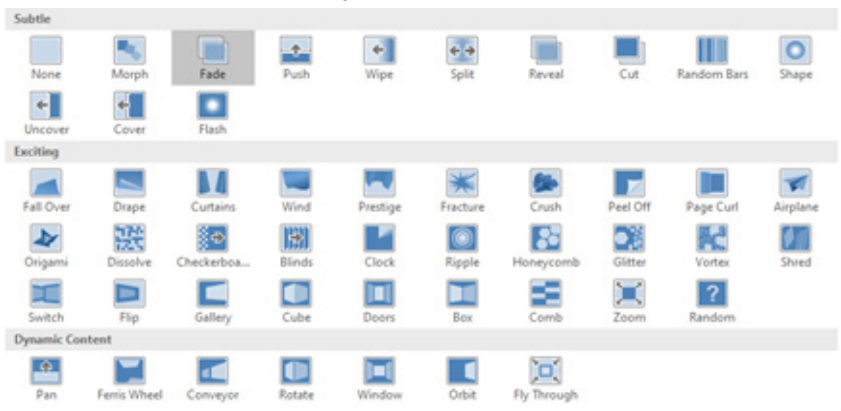 Subtle
None Morph Fade Push Wipe Split Reveal Cut Random Bars Shape
Uncover Cover Flash
Exciting
Fall Over Drape Curtains Wind Prestige Fracture Crush Peel Off Page Curl Airplane
Origami Dissolve Checkerboa... Blinds Clock Ripple Honeycomb Glitter Vortex Shred
Switch Flip Gallery Cube Doors Box Comb Zoom ? Random
Dynamic Content
Pan Ferris Wheel Conveyor Rotate Window Orbit Fly Through